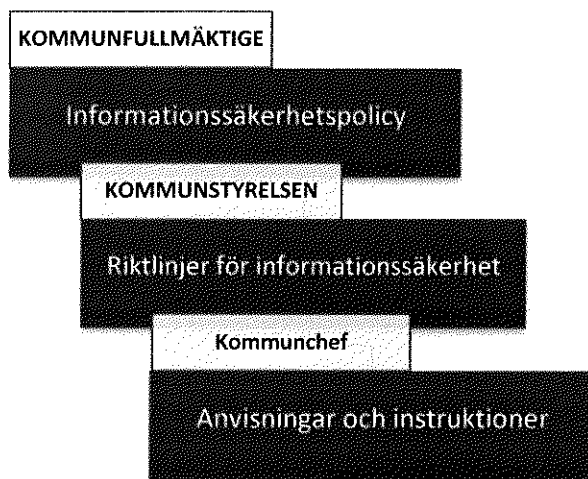 KOMMUNFULLMÄKTIGE
Informationssäkerhetspolicy
KOMMUNSTYRELSEN
Riktlinjer för informationssäkerhet
Kommunchef
Anvisningar och instruktioner